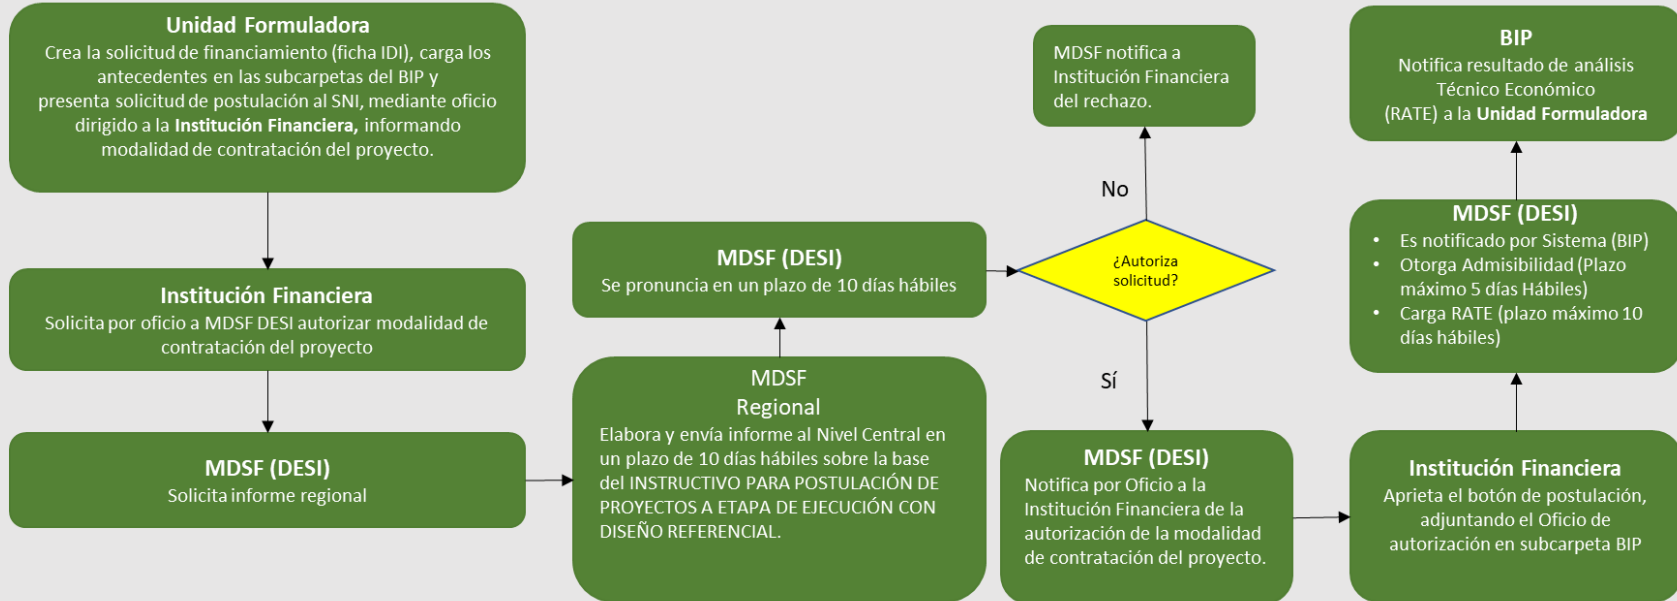 Unidad Formuladora
Crea la solicitud de financiamiento (ficha IDI), carga los
antecedentes en las subcarpetas del BIP y
presenta solicitud de postulación al SNI, mediante oficio
dirigido a la Institución Financiera, informando
modalidad de contratación del proyecto.
Institución Financiera
Solicita por oficio a MDSF DESI autorizar modalidad de
contratación del proyecto
MDSF (DESI)
Solicita informe regional
MDSF
Regional
Elabora y envía informe al Nivel Central en
un plazo de 10 días hábiles sobre la base
del INSTRUCTIVO PARA POSTULACIÓN DE
PROYECTOS A ETAPA DE EJECUCIÓN CON
DISEÑO REFERENCIAL.
MDSF (DESI)
Se pronuncia en un plazo de 10 días hábiles
¿Autoriza
solicitud?
No
MDSF notifica a
Institución Financiera
del rechazo.
Sí
MDSF (DESI)
Notifica por Oficio a la
Institución Financiera de la
autorización de la modalidad
de contratación del proyecto.
Institución Financiera
Aprieta el botón de postulación,
adjuntando el Oficio de
autorización en subcarpeta BIP
MDSF (DESI)
• Es notificado por Sistema (BIP)
• Otorga Admisibilidad (Plazo
máximo 5 días Hábiles)
• Carga RATE (plazo máximo 10
días hábiles)
BIP
Notifica resultado de análisis
Técnico Económico
(RATE) a la Unidad Formuladora